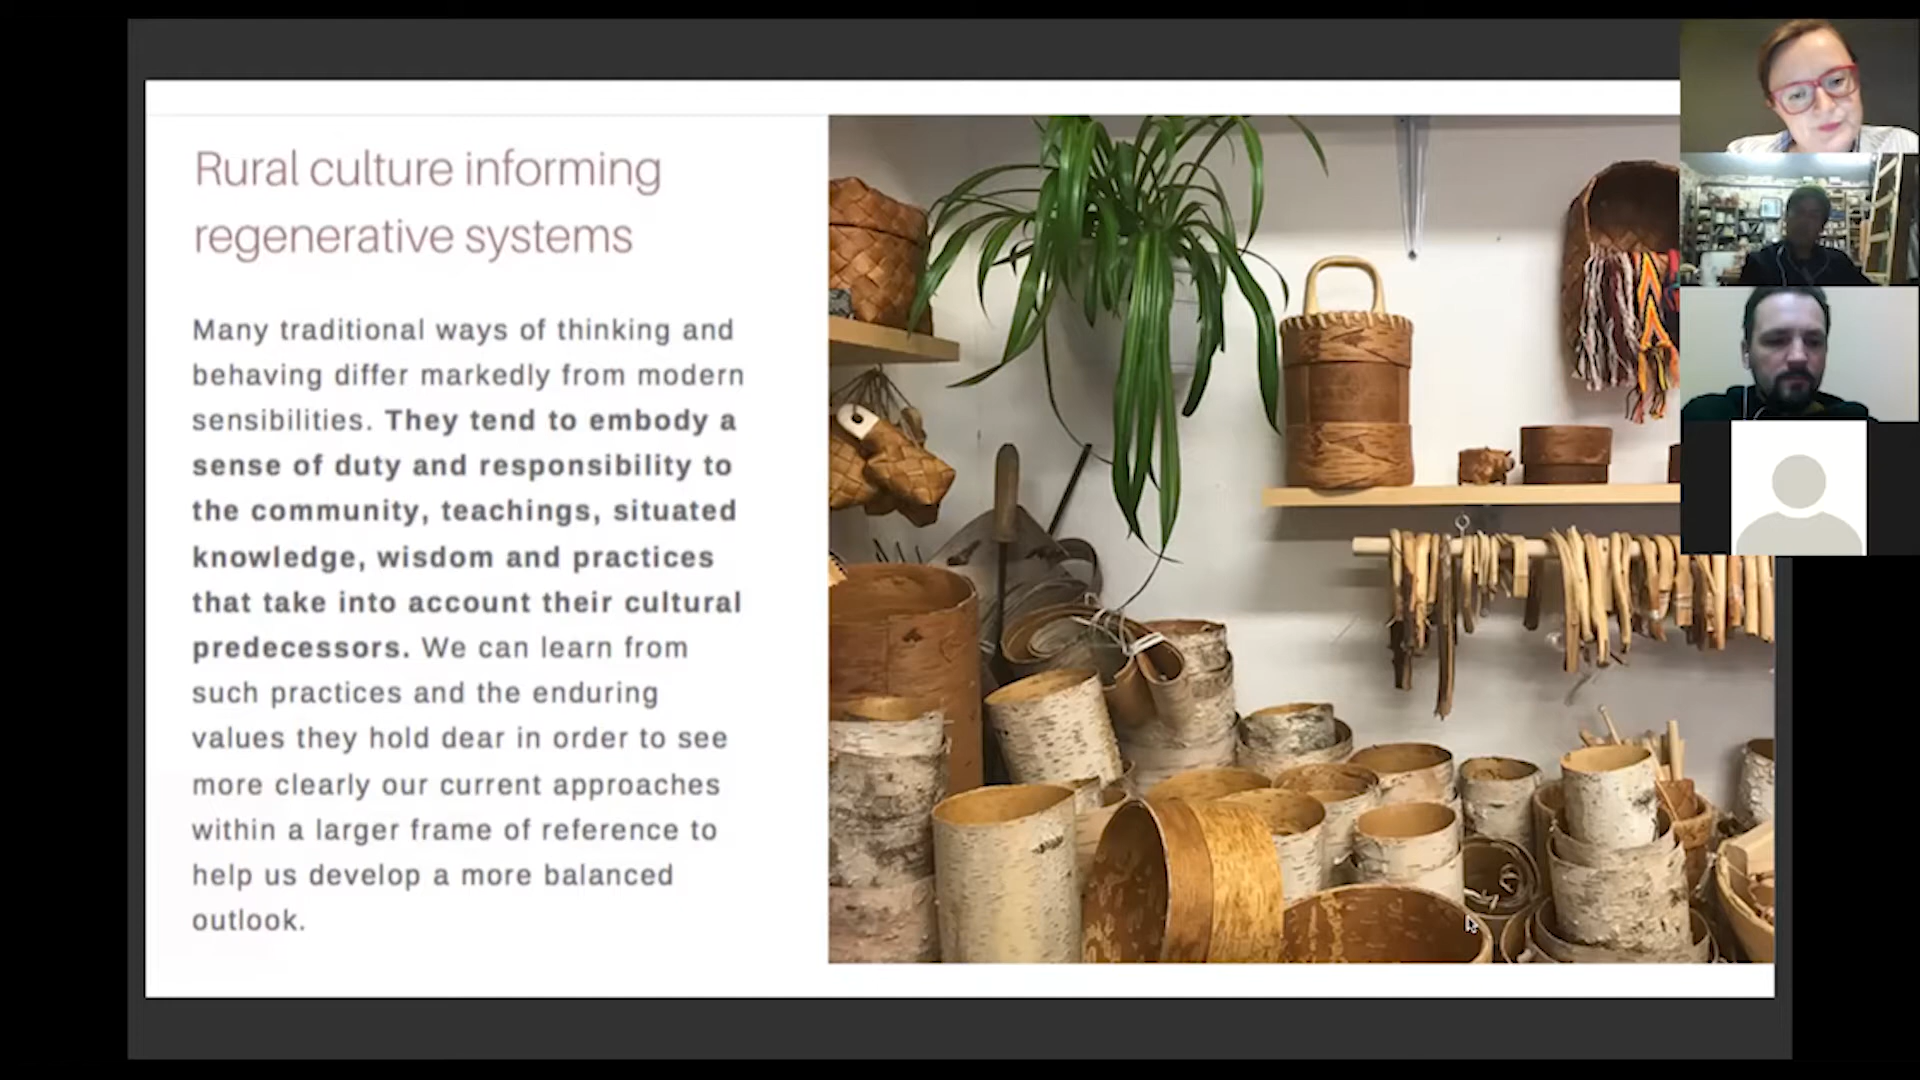 Rural culture informing
regenerative systems
Many traditional ways of thinking and
behaving differ markedly from modern
sensibilities. They tend to embody a
sense of duty and responsibility to
the community, teachings, situated
knowledge, wisdom and practices
that take into account their cultural
predecessors. We can learn from
such practices and the enduring
values they hold dear in order to see
more clearly our current approaches
within a larger frame of reference to
help us develop a more balanced
outlook.